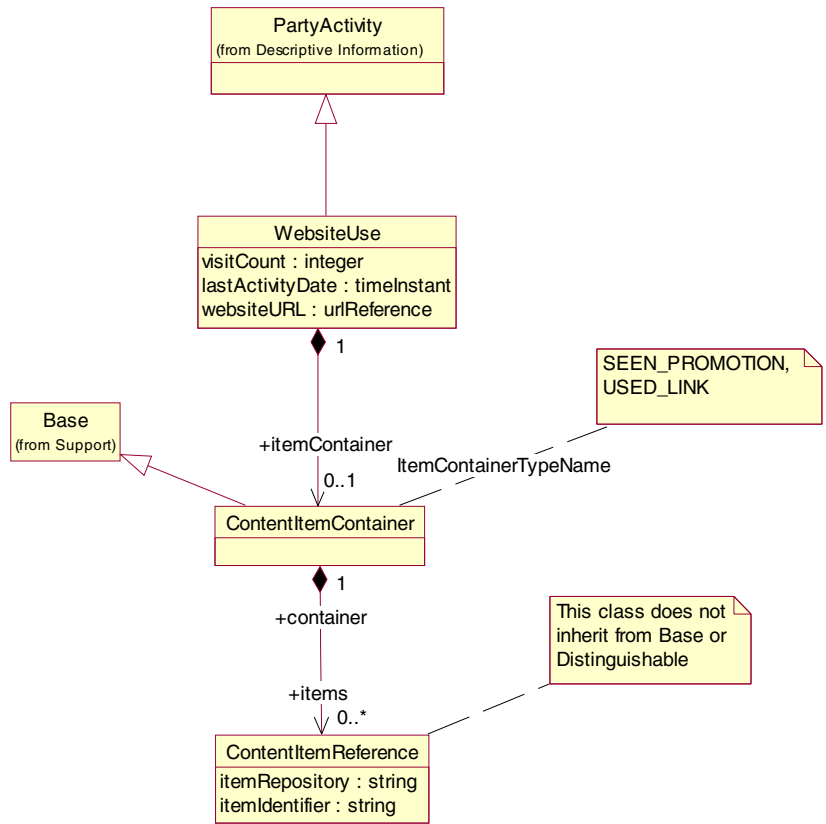 PartyActivity
(from Descriptive Information)
WebsiteUse
visitCount : integer
lastActivityDate : timeInstant
websiteURL : urlReference
1
SEEN_PROMOTION,
USED_LINK
Base
(from Support)
+itemContainer
ItemContainerTypeName
0..1
ContentItemContainer
1
+container
This class does not
inherit from Base or
Distinguishable
+items
0..*
ContentItemReference
itemRepository : string
itemIdentifier : string